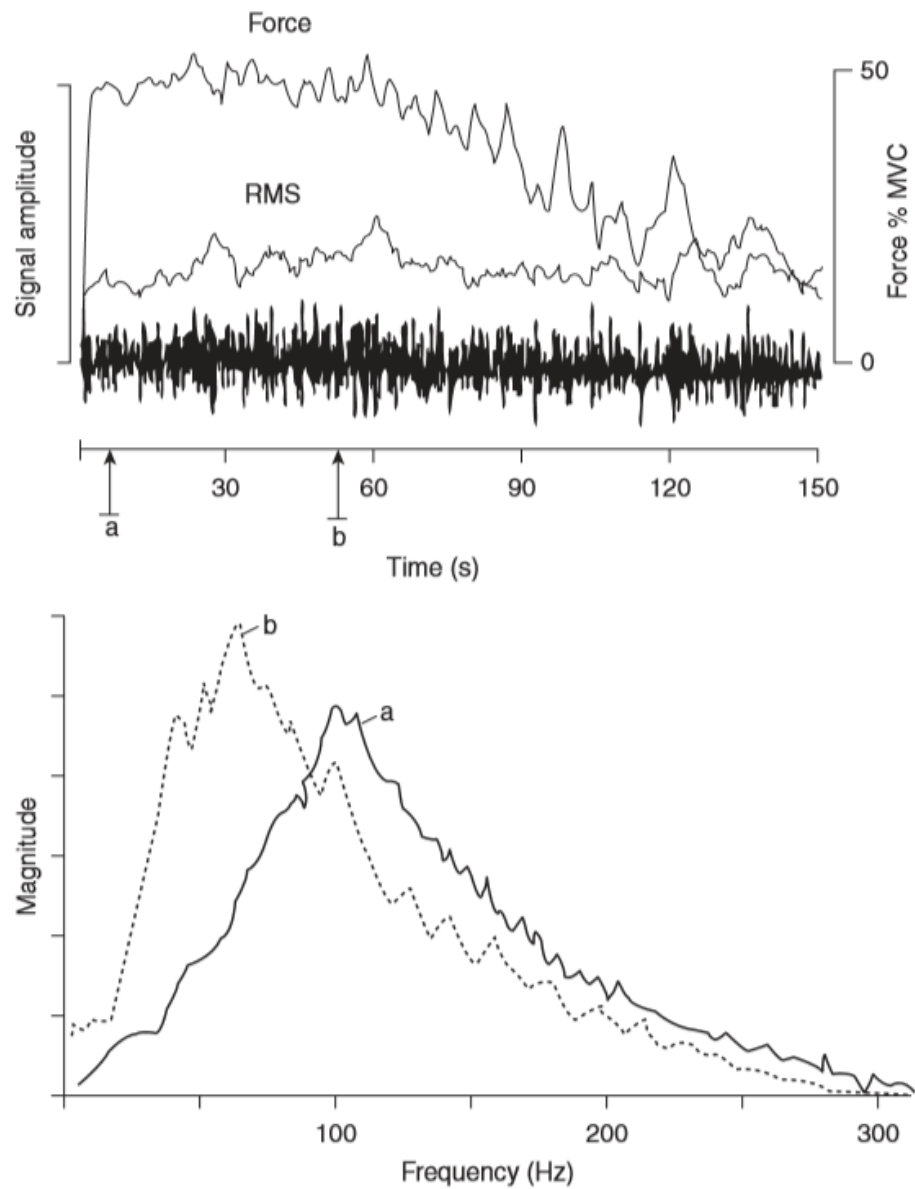 Force
50
Signal amplitude
RMS
Force % MVC
0
30 60 90 120 150
a
b
Time (s)
b
a
Magnitude
100 200 300
Frequency (Hz)